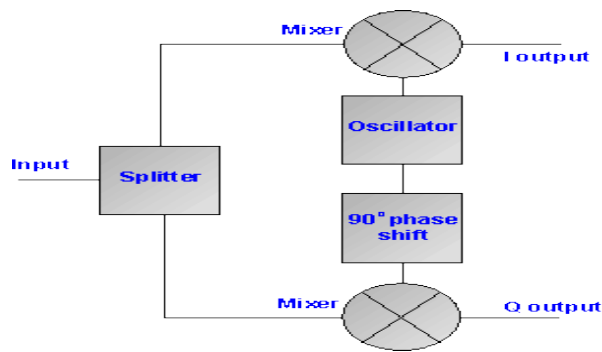 Mixer
I output
Oscillator
Input
Splitter
90° phase
shift
Mixer
Q output